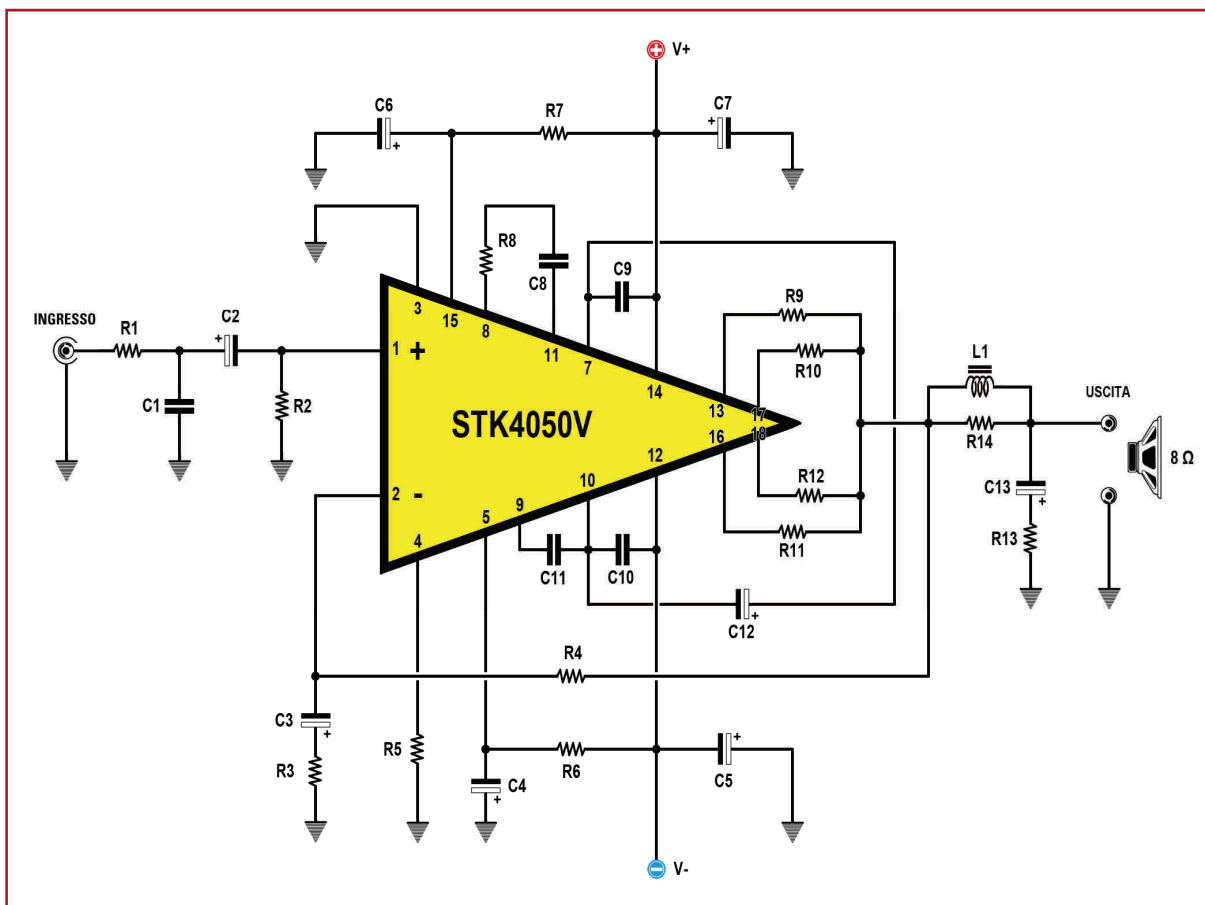 V+
C6
R7
C7
+
+
R8
C8
C9
R9
R10
INGRESSO
R1
C2
+
C1
R2
3
15
8
11
7
14
13
17
1
+
STK4050V
18
16
12
10
9
5
4
2
-
L1
R14
USCITA
8 Ω
C13
+
R13
R12
R11
C11
C10
C12
+
R4
C3
+
R3
R5
R6
C4
+
C5
+
V-